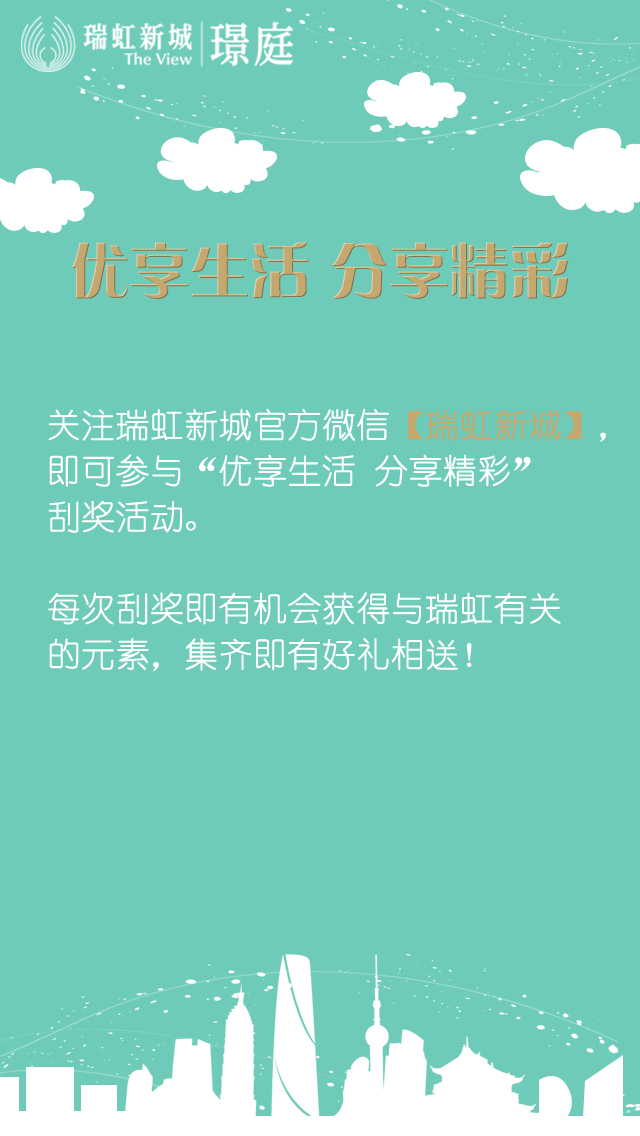 瑞虹新城
The View
璟庭
优享生活 分享精彩
关注瑞虹新城官方微信【瑞虹新城】，
即可参与“优享生活 分享精彩”
刮奖活动。
每次刮奖即有机会获得与瑞虹有关
的元素，集齐即有好礼相送！